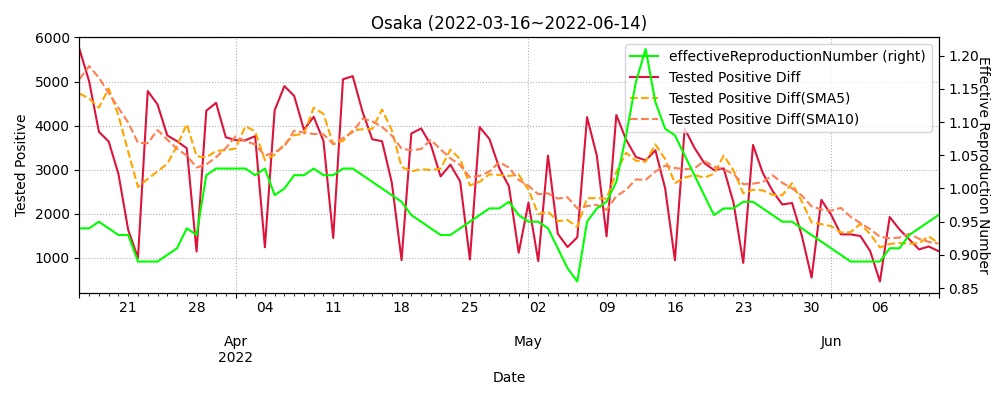 Osaka (2022-03-16~2022-06-14)
effectiveReproductionNumber (right)
Tested Positive Diff
Tested Positive Diff(SMA5)
Tested Positive Diff(SMA10)
Tested Positive
6000
5000
4000
3000
2000
1000
Effective Reproduction Number
1.20
1.15
1.10
1.05
1.00
0.95
0.90
0.85
21 28 04 11 18 25 02 09 16 23 30 06
Apr May Jun
2022
Date